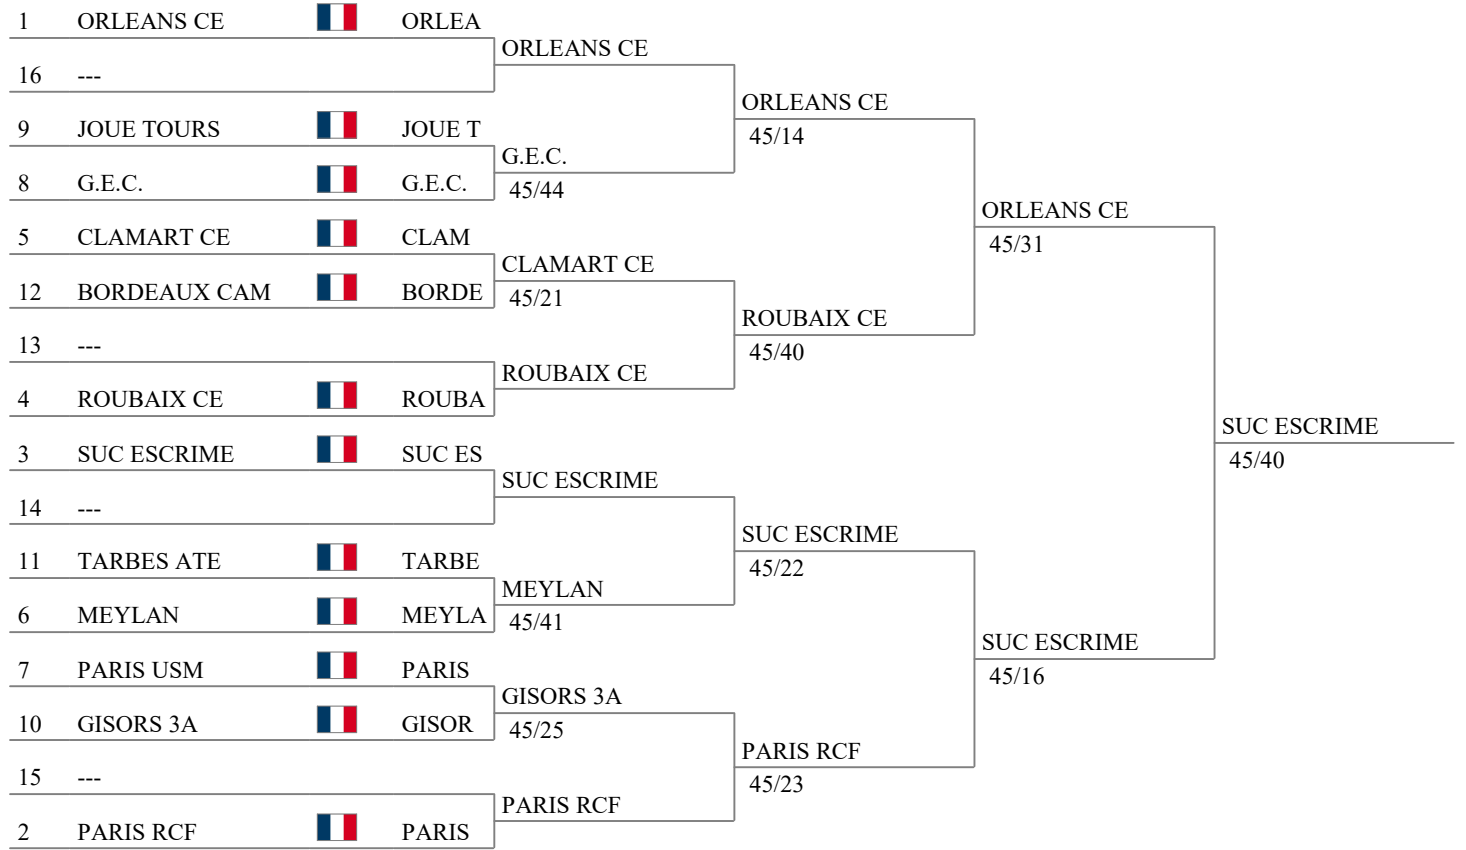 1 ORLEANS CE ORLEA
ORLEANS CE
16 ---
ORLEANS CE
45/14
9 JOUE TOURS JOUE T
G.E.C.
45/44
8 G.E.C. G.E.C.
ORLEANS CE
45/31
5 CLAMART CE CLAM
CLAMART CE
45/21
12 BORDEAUX CAM BORDE
ROUBAIX CE
45/40
13 ---
ROUBAIX CE
4 ROUBAIX CE ROUBA
SUC ESCRIME
45/40
3 SUC ESCRIME SUC ES
SUC ESCRIME
14 ---
SUC ESCRIME
45/22
11 TARBES ATE TARBE
MEYLAN
45/41
6 MEYLAN MEYLA
SUC ESCRIME
45/16
7 PARIS USM PARIS
GISORS 3A
45/25
10 GISORS 3A GISOR
PARIS RCF
45/23
15 ---
PARIS RCF
2 PARIS RCF PARIS